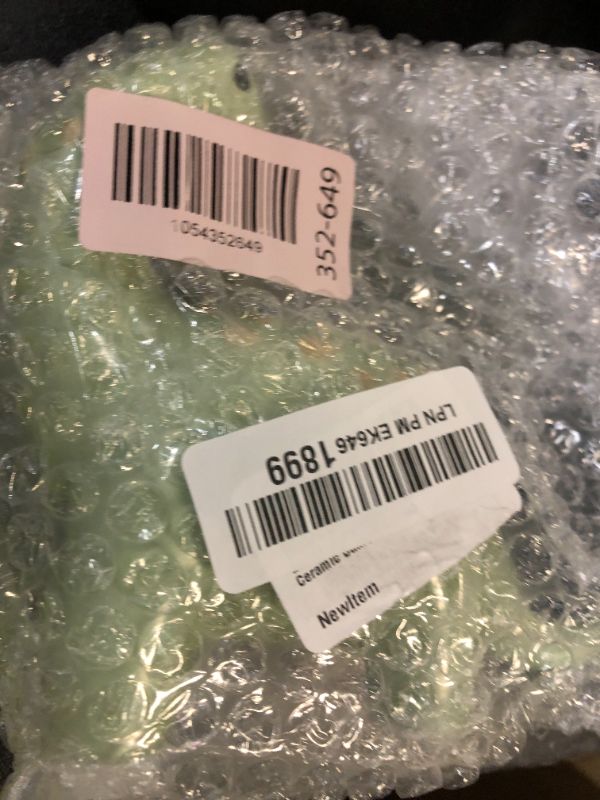 1054352649
352-649
LPN PM EK646 1899
Ceramic
NewItem